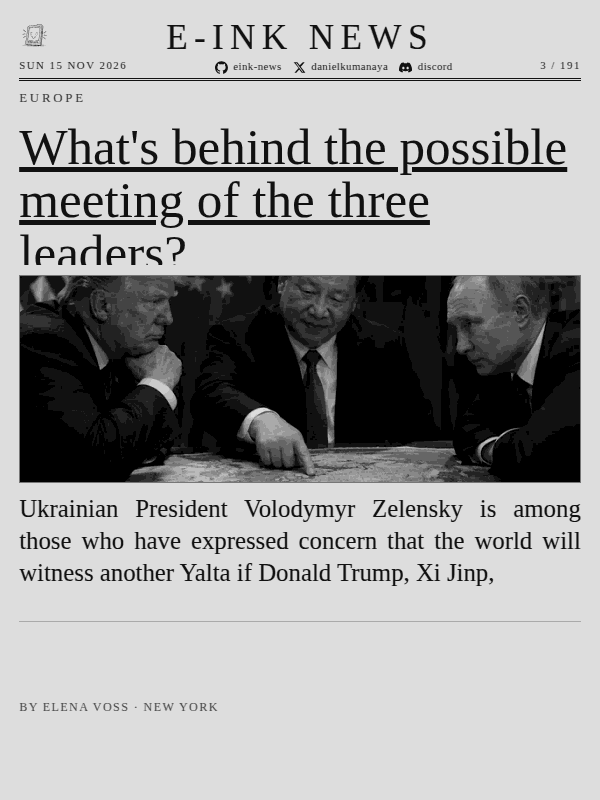 E-INK NEWS
SUN 15 NOV 2026
eink-news
danielkumanaya
discord
3 / 191
EUROPE
What's behind the possible
meeting of the three
leaders?
Ukrainian President Volodymyr Zelensky is among
those who have expressed concern that the world will
witness another Yalta if Donald Trump, Xi Jinp,
BY ELENA VOSS · NEW YORK